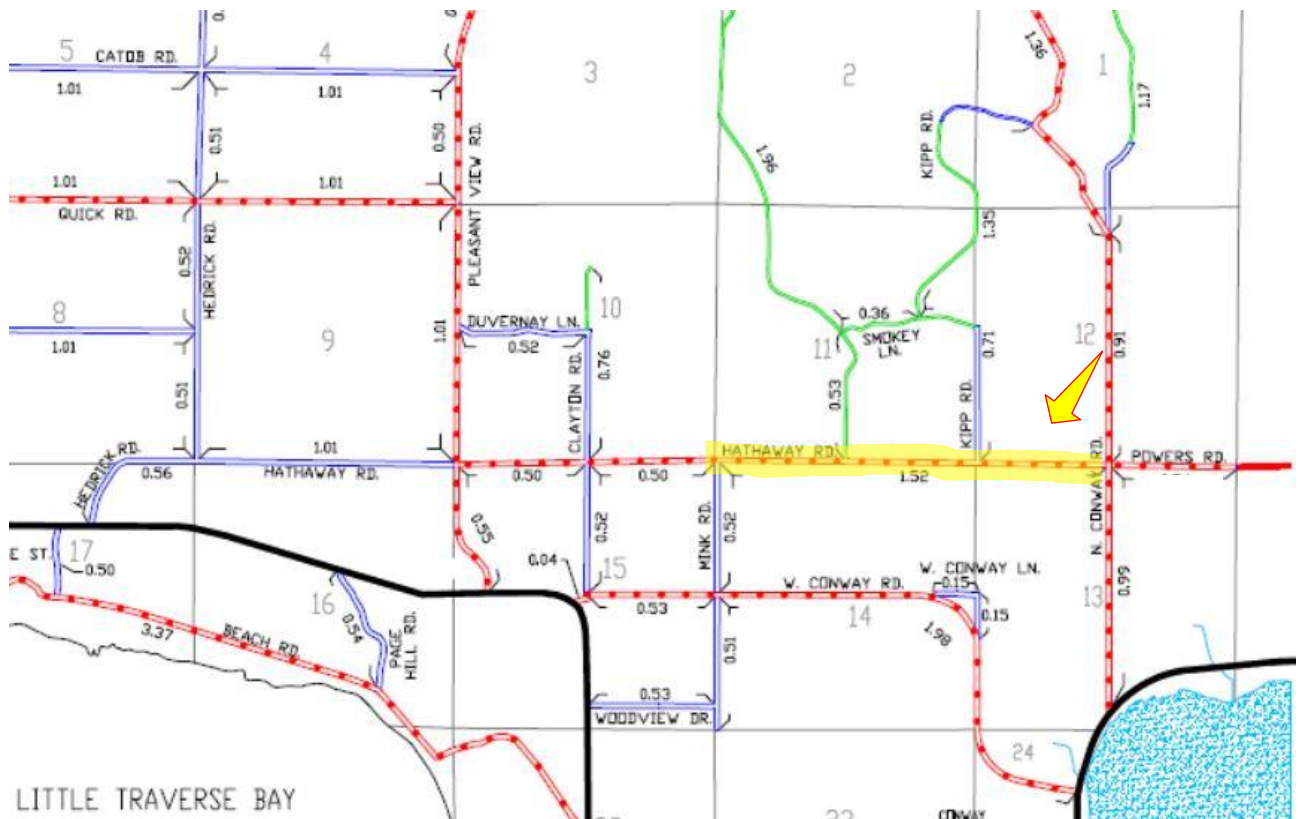 5
CATOB RD.
4
3
2
1.36
1
1.01
1.01
1.17
0.51
0.50
KIPP RD.
1.96
PLEASANT VIEW RD.
1.01
1.01
QUICK RD.
1.35
0.52
HEDRICK RD.
8
1.01
9
1.01
DUVERNAY LN.
0.52
10
0.36
SMOKEY
LN.
11
12
0.91
0.71
0.76
CLAYTON RD.
0.51
0.53
KIPP RD.
HEDRICK RD.
1.01
HATHAWAY RD.
0.56
HATHAWAY RD.
0.50
0.50
1.52
N. CONWAY RD.
POWERS RD.
E ST.
17
0.50
0.55
0.04
15
0.52
MINK RD.
0.52
W. CONWAY LN.
0.15
0.15
W. CONWAY RD.
0.53
14
13
0.99
16
0.54
PAGE
HILL RD.
3.37
BEACH RD.
1.98
0.51
0.53
WOODVIEW DR.
24
LITTLE TRAVERSE BAY
CONWAY